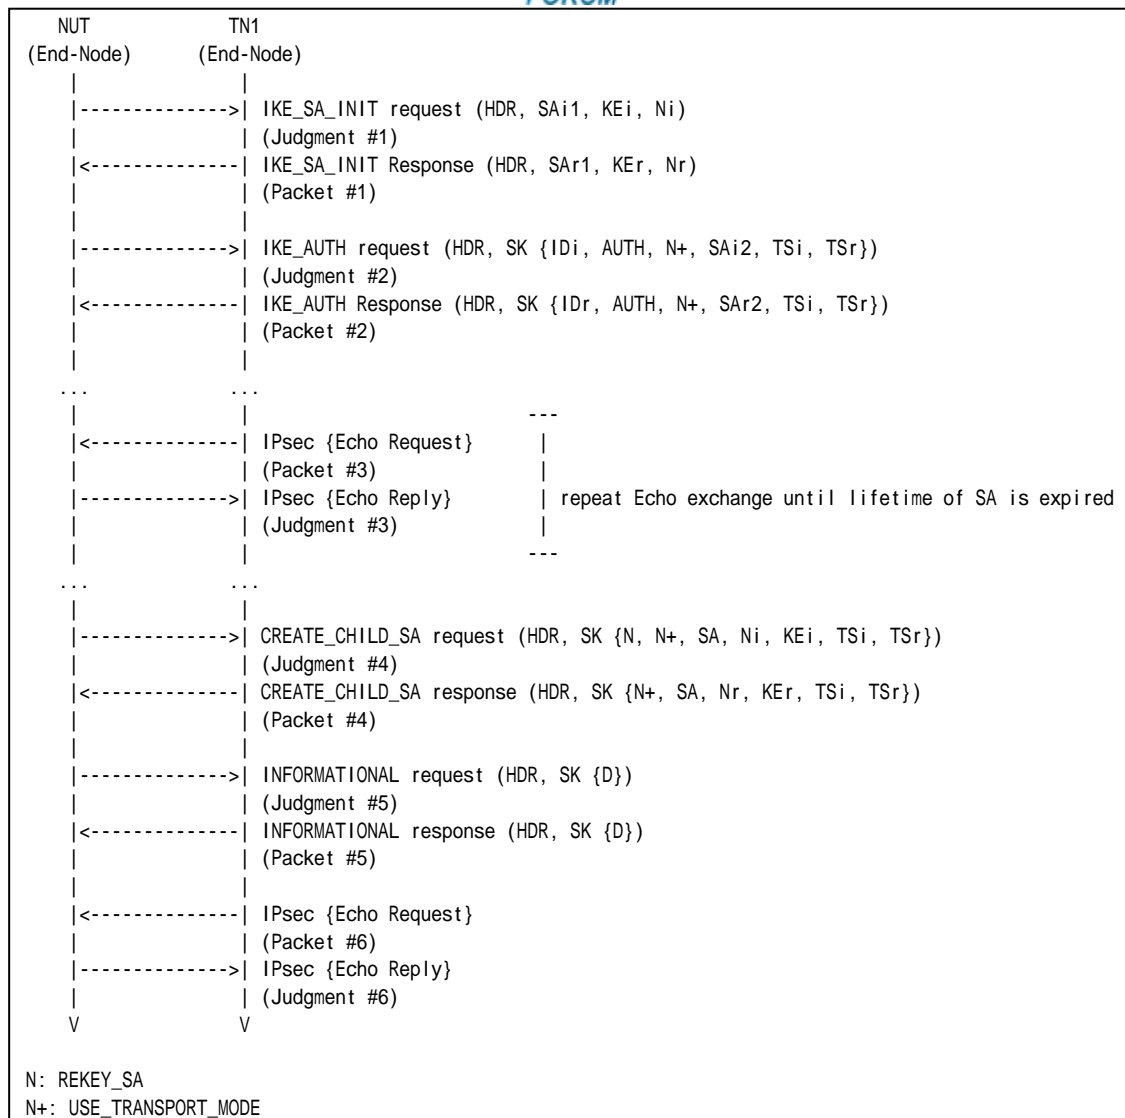 FORUM
NUT TN1
(End-Node) (End-Node)
| |
|-------------->| IKE_SA_INIT request (HDR, SAi1, KEi, Ni)
| | (Judgment #1)
|<--------------| IKE_SA_INIT Response (HDR, SAr1, KEr, Nr)
| | (Packet #1)
| |
|-------------->| IKE_AUTH request (HDR, SK {IDi, AUTH, N+, SAi2, TSi, TSr})
| | (Judgment #2)
|<--------------| IKE_AUTH Response (HDR, SK {IDr, AUTH, N+, SAr2, TSi, TSr})
| | (Packet #2)
| |
... ...
| | ---
|<--------------| IPsec {Echo Request} |
| | (Packet #3) |
|-------------->| IPsec {Echo Reply} | repeat Echo exchange until lifetime of SA is expired
| | (Judgment #3) |
| | ---
... ...
| |
|-------------->| CREATE_CHILD_SA request (HDR, SK {N, N+, SA, Ni, KEi, TSi, TSr})
| | (Judgment #4)
|<--------------| CREATE_CHILD_SA response (HDR, SK {N+, SA, Nr, KEr, TSi, TSr})
| | (Packet #4)
| |
|-------------->| INFORMATIONAL request (HDR, SK {D})
| | (Judgment #5)
|<--------------| INFORMATIONAL response (HDR, SK {D})
| | (Packet #5)
| |
|<--------------| IPsec {Echo Request}
| | (Packet #6)
|-------------->| IPsec {Echo Reply}
| | (Judgment #6)
V V
N: REKEY_SA
N+: USE_TRANSPORT_MODE